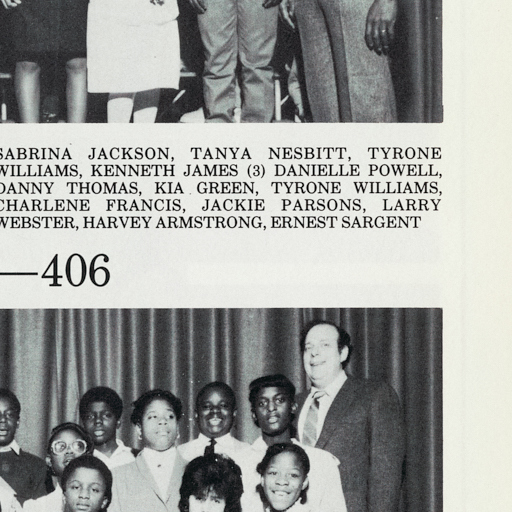 SABRINA JACKSON, TANYA NESBITT, TYRONE
WILLIAMS, KENNETH JAMES (3) DANIELLE POWELL,
DANNY THOMAS, KIA GREEN, TYRONE WILLIAMS,
CHARLENE FRANCIS, JACKIE PARSONS, LARRY
WEBSTER, HARVEY ARMSTRONG, ERNEST SARGENT
—406